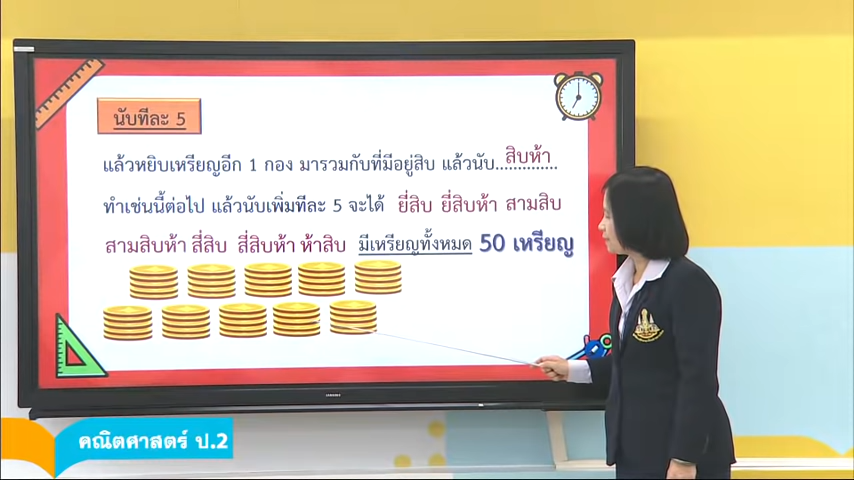 นับทีละ 5
แล้วหยิบเหรียญอีก 1 กอง มารวมกับที่มีอยู่สิบ แล้วนับ...สิบห้า...
ทำเช่นนี้ต่อไป แล้วนับเพิ่มทีละ 5 จะได้ ยี่สิบ ยี่สิบห้า สามสิบ
สามสิบห้า สี่สิบ สี่สิบห้า ห้าสิบ มีเหรียญทั้งหมด 50 เหรียญ
SAMSUNG
คณิตศาสตร์ ป.2